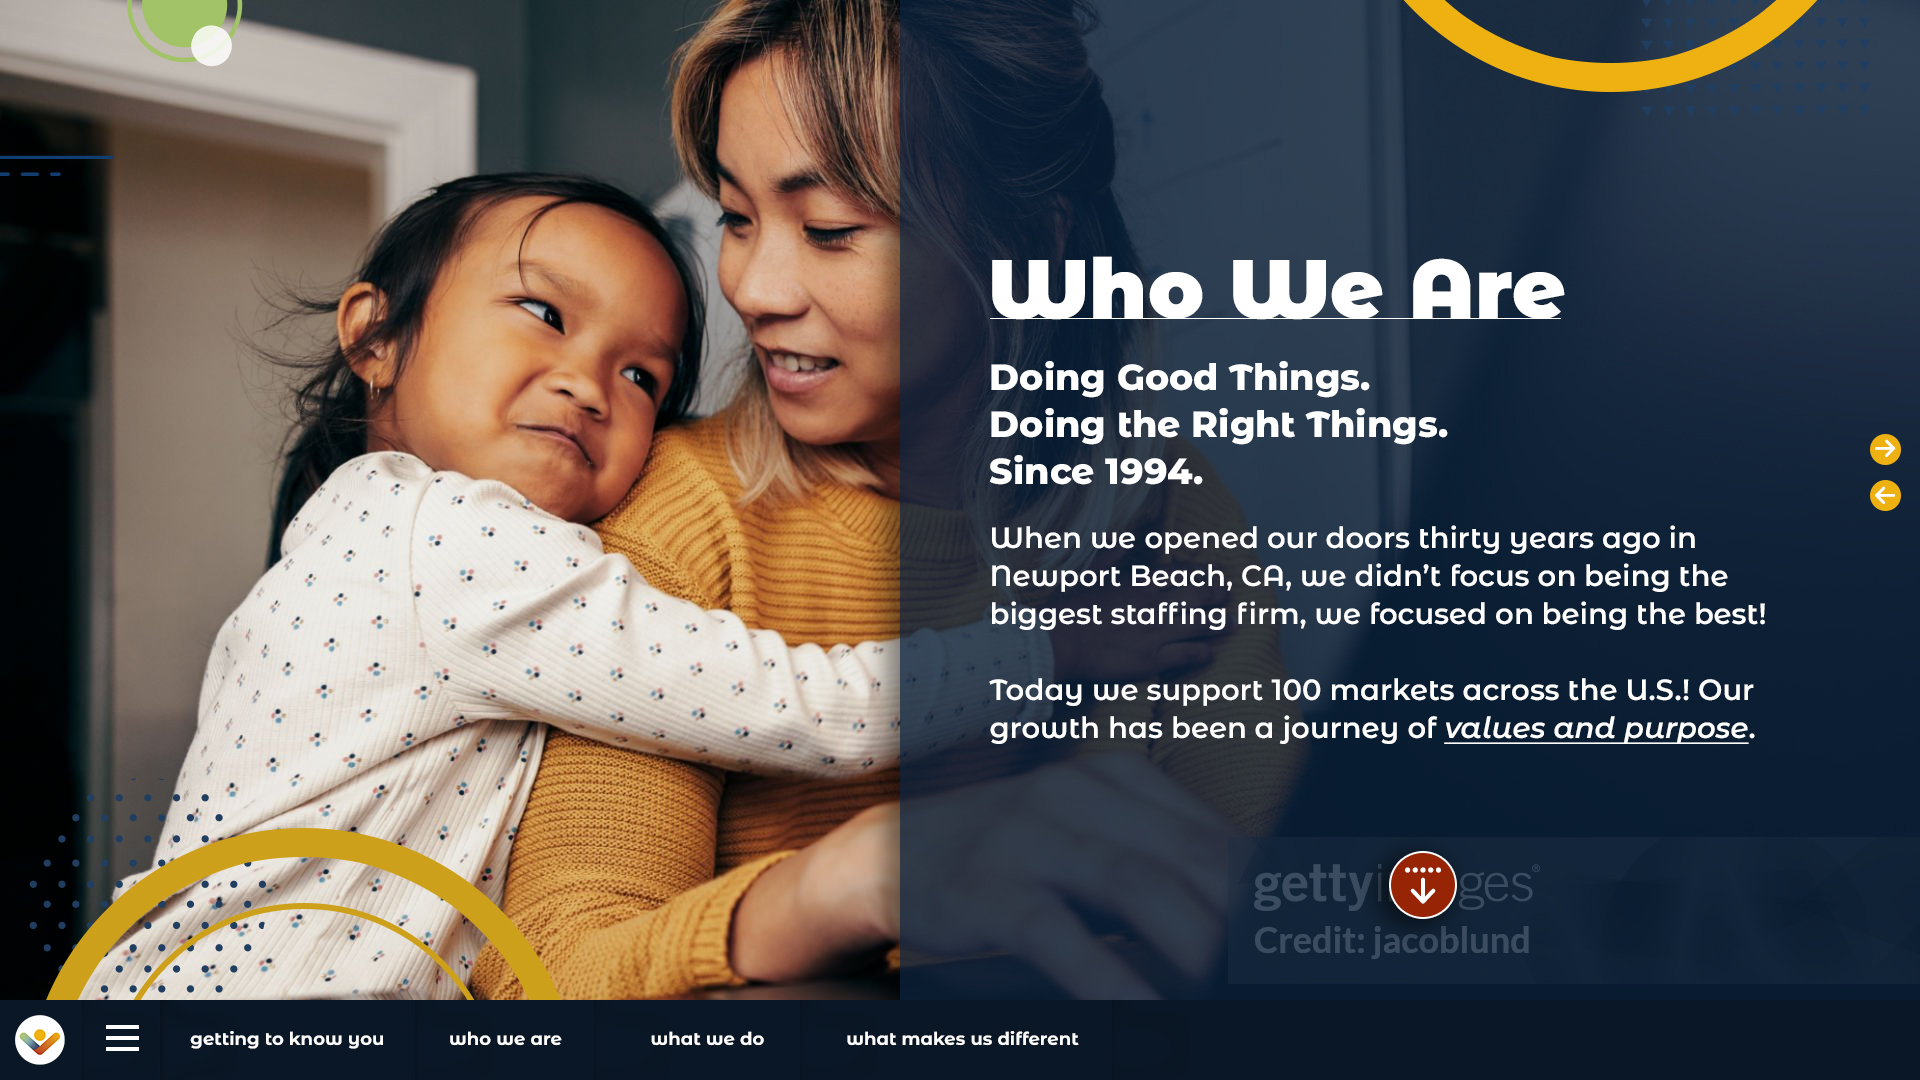 Who We Are
Doing Good Things.
Doing the Right Things.
Since 1994.
When we opened our doors thirty years ago in
Newport Beach, CA, we didn't focus on being the
biggest staffing firm, we focused on being the best!
Today we support 100 markets across the U.S.! Our
growth has been a journey of values and purpose.
gettyimages®
Credit: jacoblund
getting to know you
who we are
what we do
what makes us different